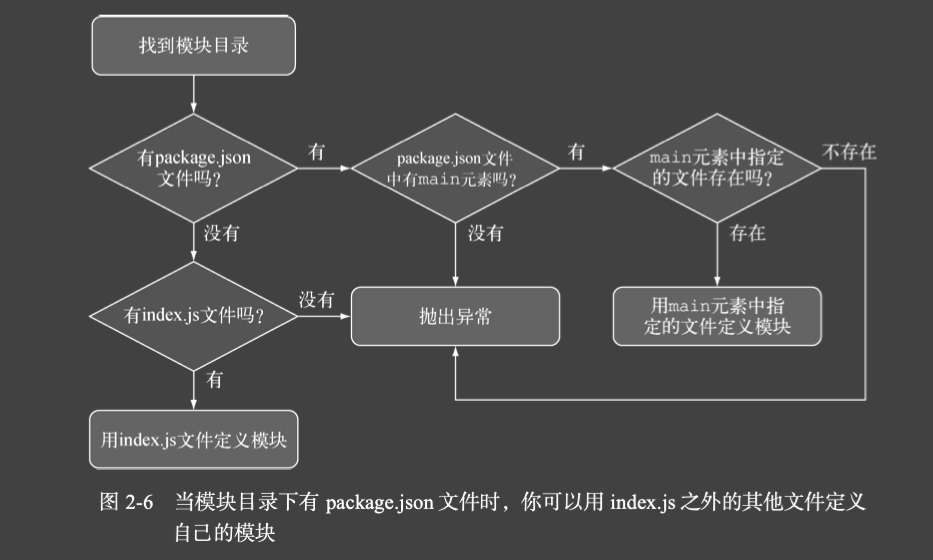 找到模块目录
有package.json
文件吗？
有
package.json文件
中有main元素吗？
有
main元素中指定
的文件存在吗？
不存在
没有
没有
存在
有index.js文件吗？
没有
抛出异常
用main元素中指
定的文件定义模块
有
用index.js文件定义模块
图 2-6 当模块目录下有 package.json 文件时，你可以用 index.js 之外的其他文件定义
自己的模块